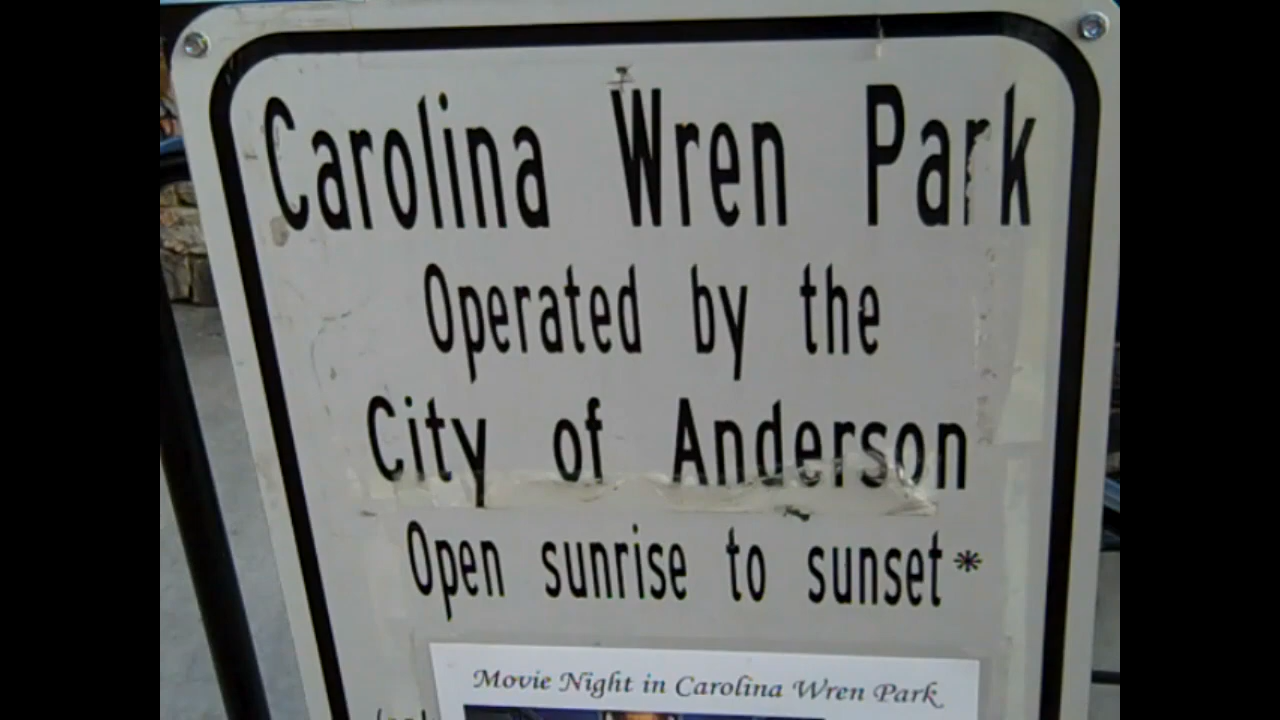 Carolina Wren Park
Operated by the
City of Anderson
Open sunrise to sunset*
Movie Night in Carolina Wren Park